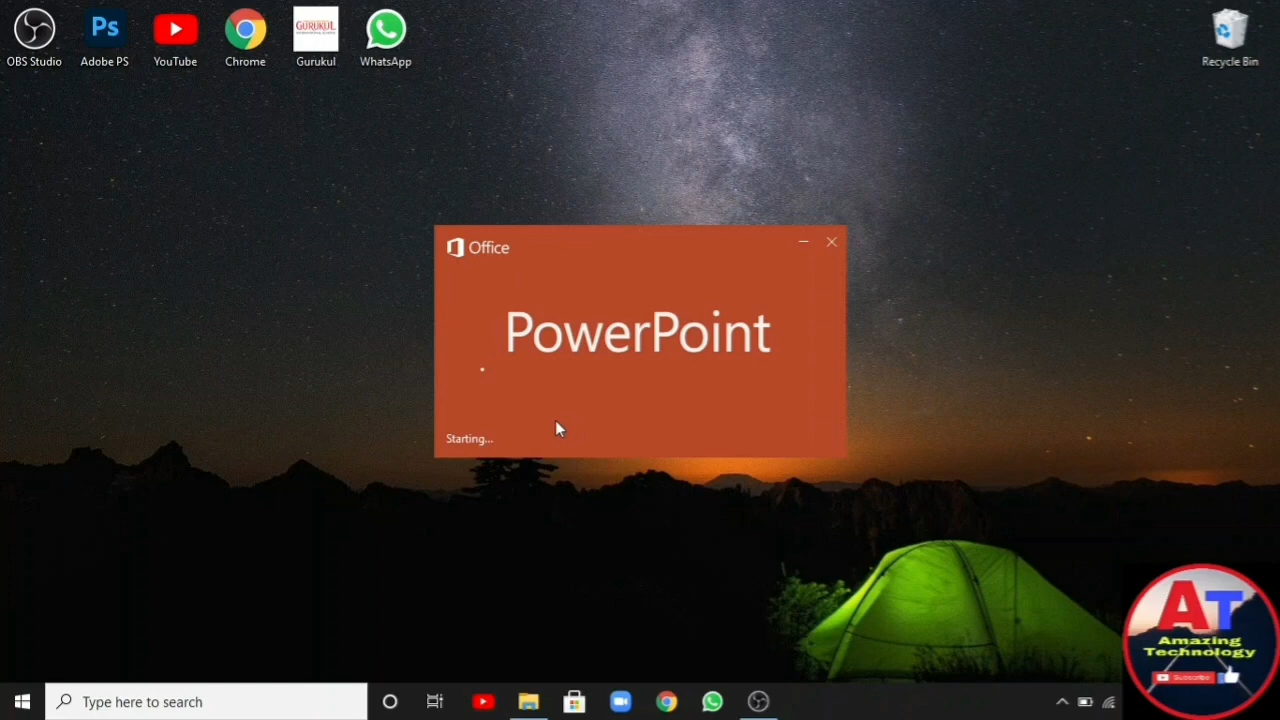 OBS Studio
Adobe PS
YouTube
Chrome
GURUKUL
Gurukul
WhatsApp
Recycle Bin
Ps
Office
PowerPoint
Starting...
AT
Amazing
Technology
Subscribe
Type here to search